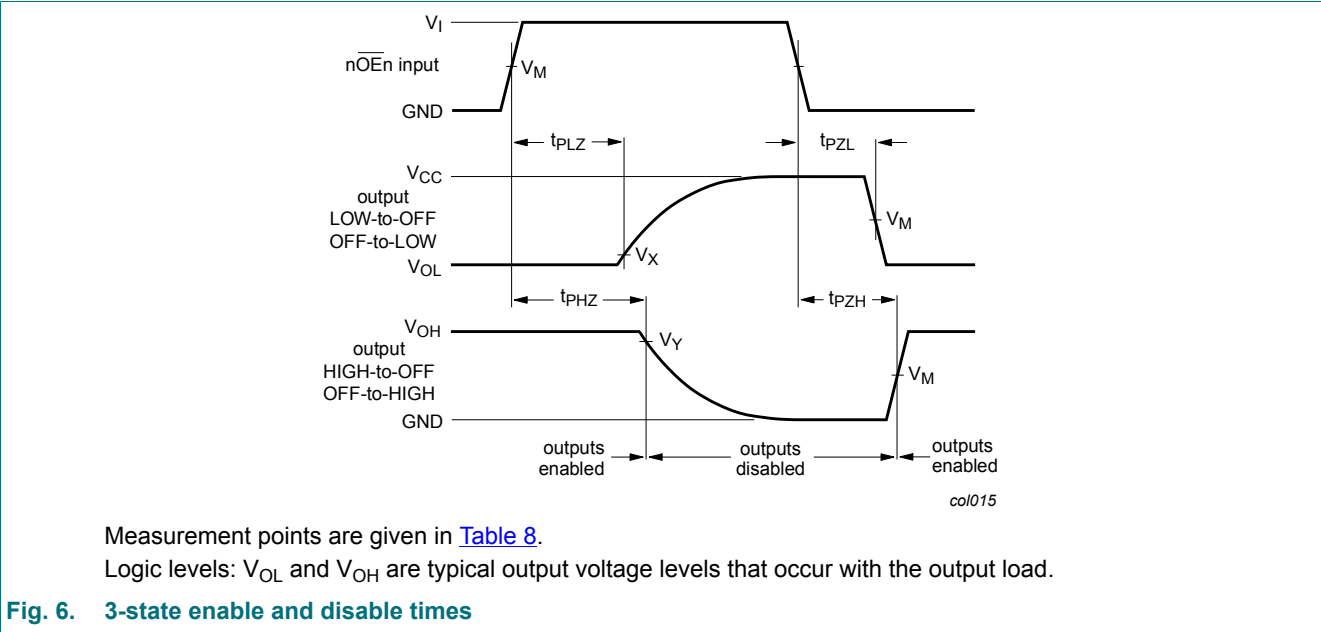 V_I
nO̅E̅n input
V_M
GND
t_PLZ
t_PZL
V_CC
output
LOW-to-OFF
OFF-to-LOW
V_M
V_X
V_OL
t_PHZ
t_PZH
V_OH
output
HIGH-to-OFF
OFF-to-HIGH
V_Y
V_M
GND
outputs
enabled
outputs
disabled
outputs
enabled
col015
Measurement points are given in Table 8.
Logic levels: V_OL and V_OH are typical output voltage levels that occur with the output load.
Fig. 6. 3-state enable and disable times